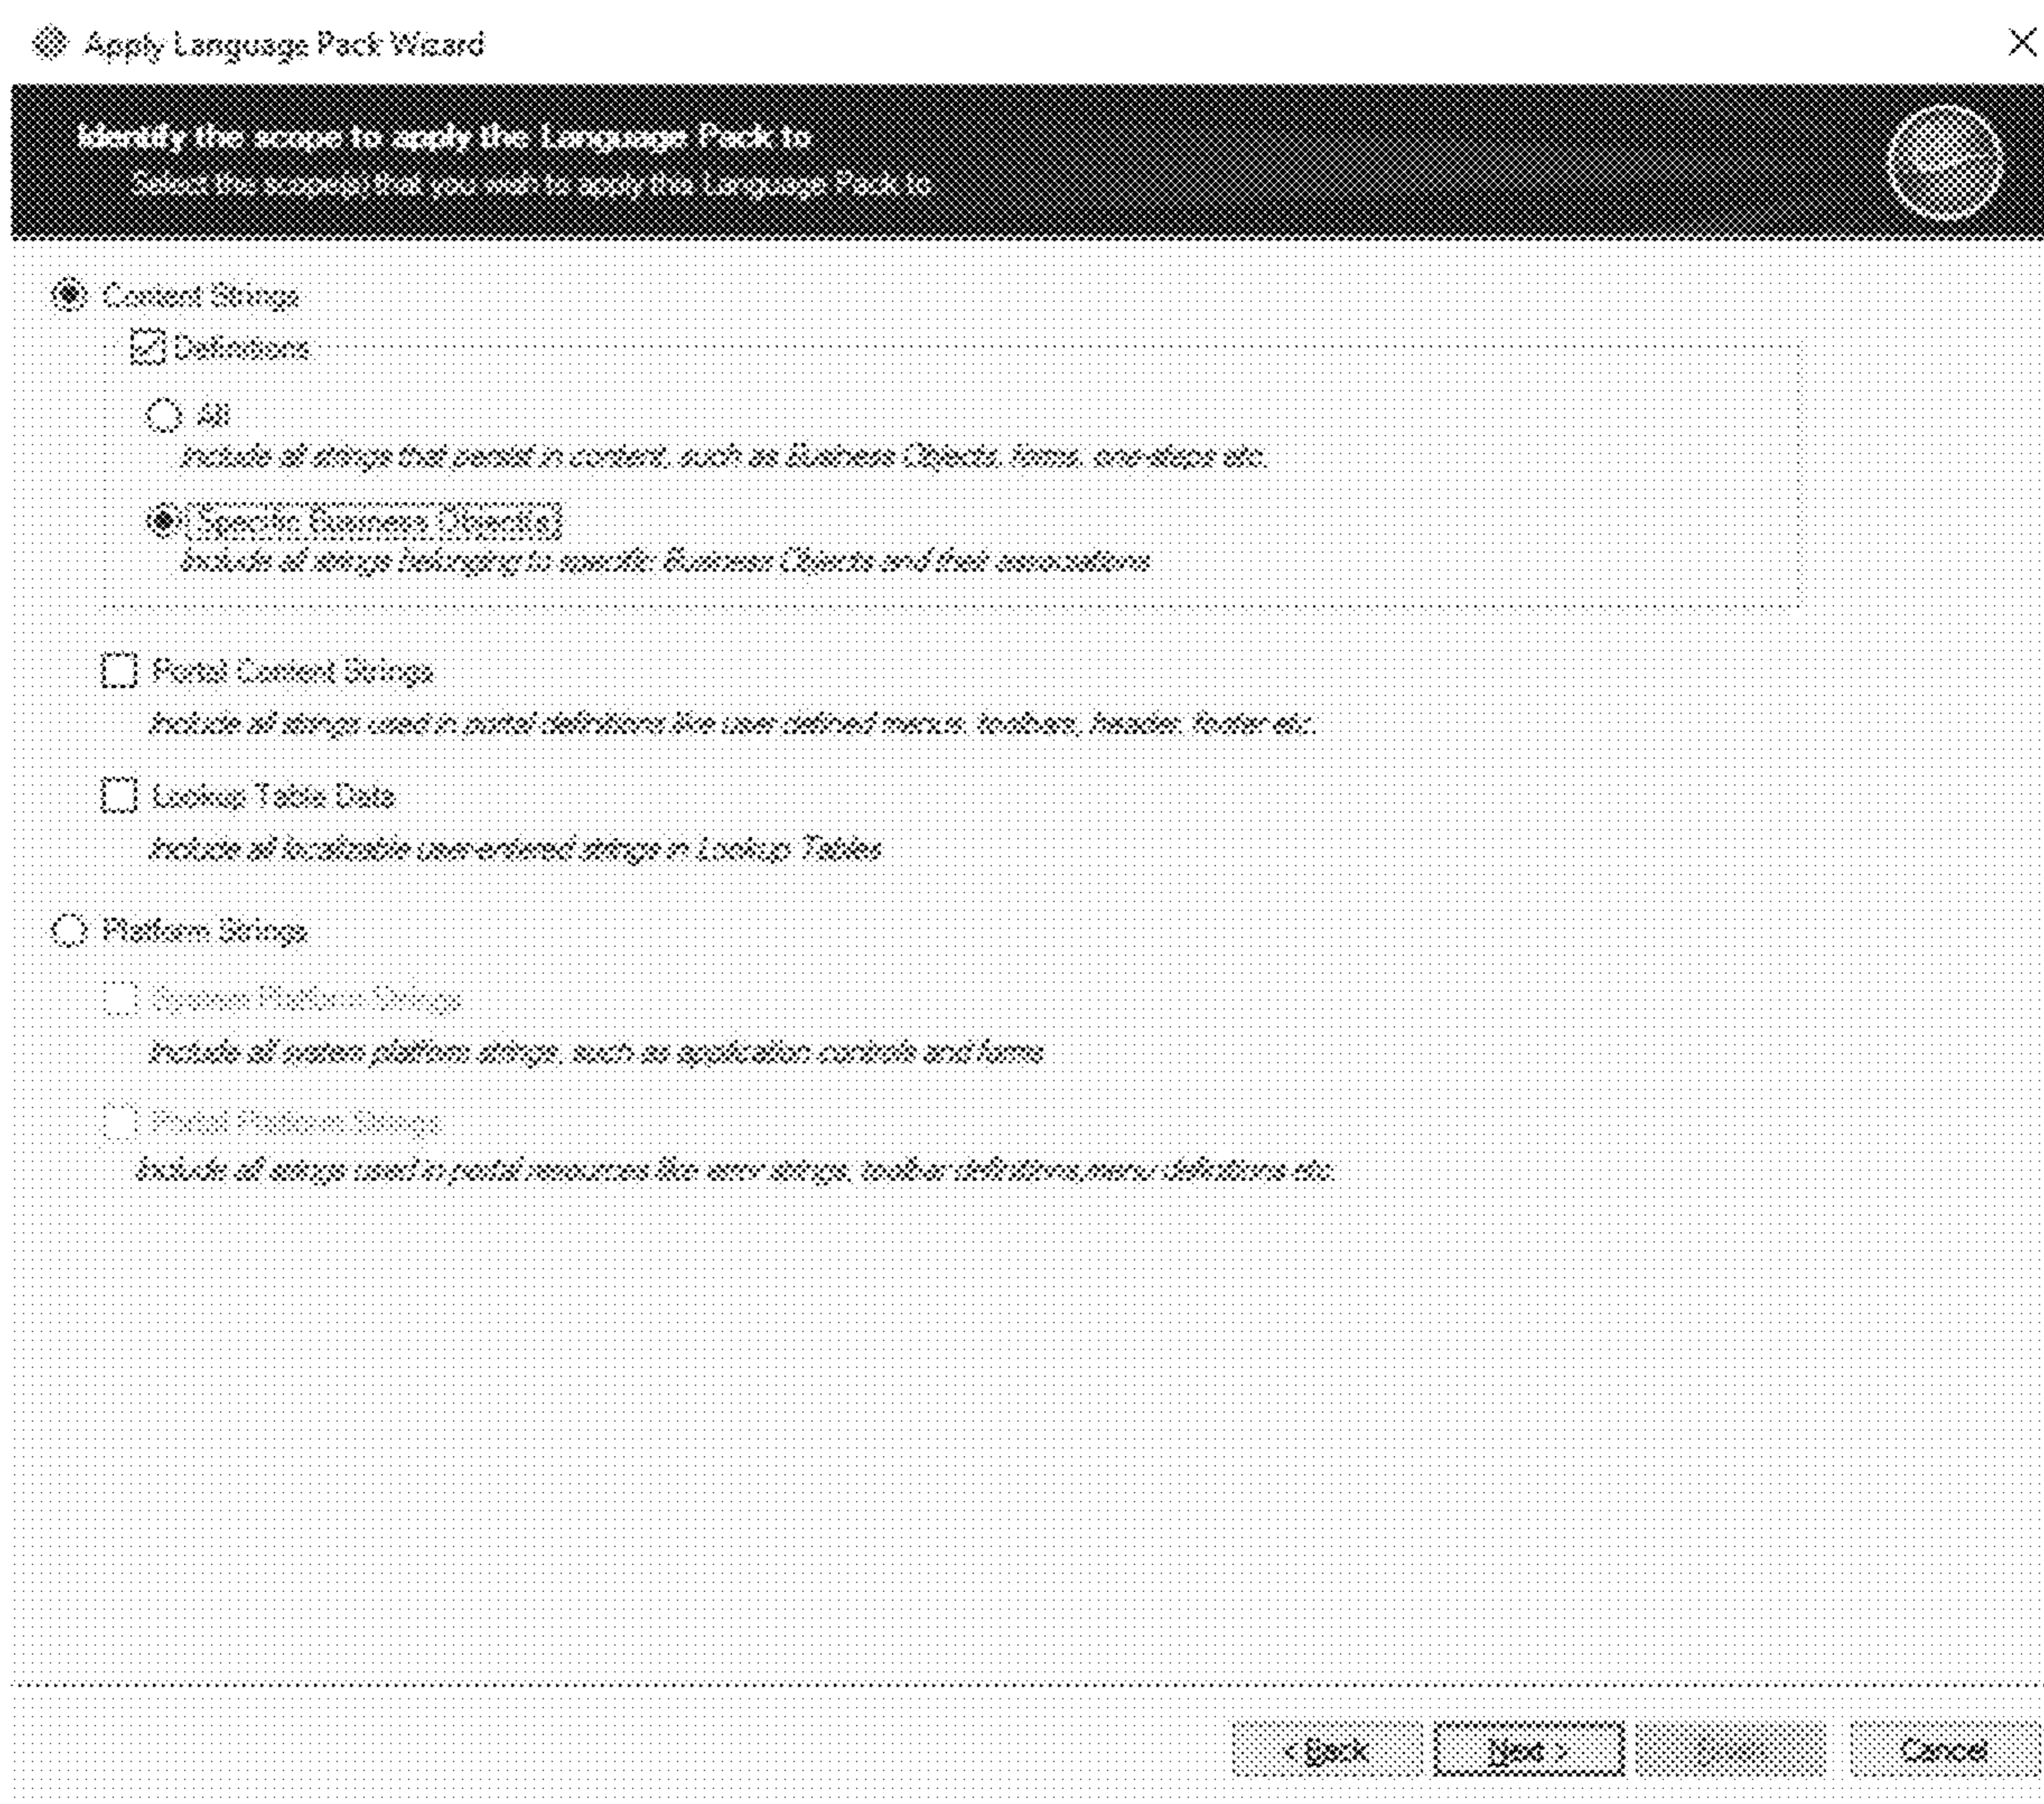 Apply Language Pack Wizard
Identify the scope to apply the Language Pack to
Select the scope(s) that you wish to apply this Language Pack to
Content Strings
Definitions
All
Include all strings that persist in content, such as Business Objects, forms, one-steps etc.
Specific Business Object(s)
Include all strings belonging to specific Business Objects and their associations
Portal Content Strings
Include all strings used in portal definitions like user defined menus, toolbars, header, footer etc.
Lookup Table Data
Include all localizable user-entered strings in Lookup Tables
Platform Strings
System Platform Strings
Include all system platform strings, such as application controls and forms
Portal Platform Strings
Include all strings used in portal resources like error strings, toolbar definitions, menu definitions etc.
< Back
Next >
Cancel